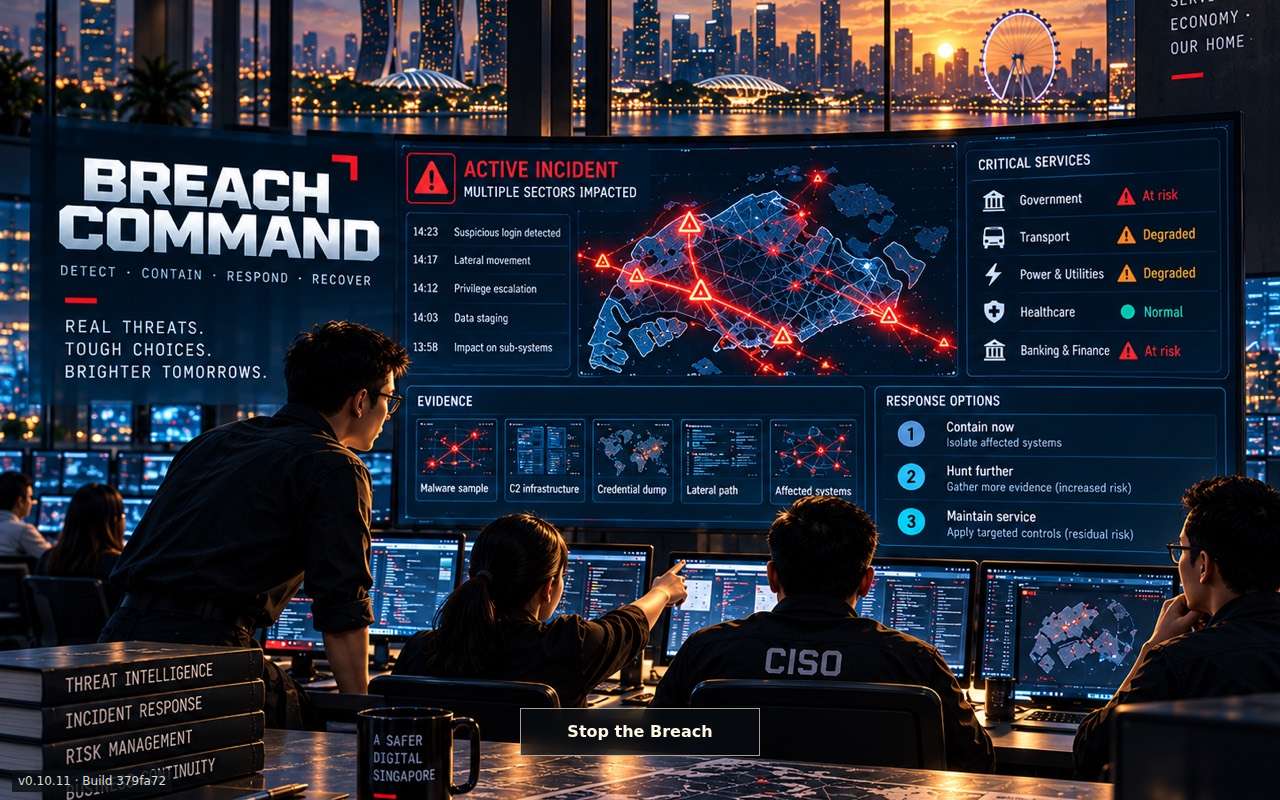 ECONOMY ·
OUR HOME ·
BREACH
COMMAND
DETECT · CONTAIN · RESPOND · RECOVER
REAL THREATS.
TOUGH CHOICES.
BRIGHTER TOMORROWS.
ACTIVE INCIDENT
MULTIPLE SECTORS IMPACTED
14:23 Suspicious login detected
14:17 Lateral movement
14:12 Privilege escalation
14:03 Data staging
13:58 Impact on sub-systems
CRITICAL SERVICES
Government At risk
Transport Degraded
Power & Utilities Degraded
Healthcare Normal
Banking & Finance At risk
EVIDENCE
Malware sample
C2 infrastructure
Credential dump
Lateral path
Affected systems
RESPONSE OPTIONS
1 Contain now
Isolate affected systems
2 Hunt further
Gather more evidence (increased risk)
3 Maintain service
Apply targeted controls (residual risk)
CISO
THREAT INTELLIGENCE
INCIDENT RESPONSE
RISK MANAGEMENT
A SAFER
DIGITAL
SINGAPORE
Stop the Breach
v0.10.11 · Build 379fa72